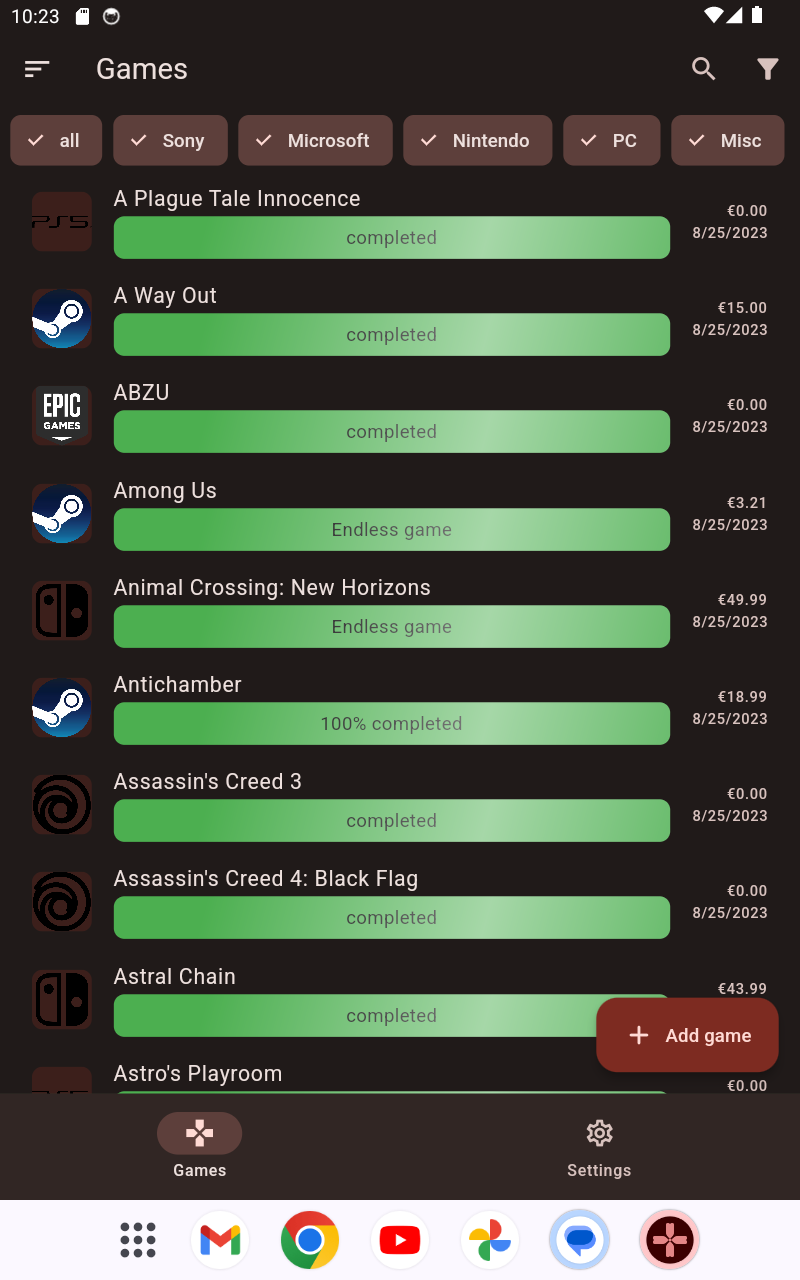 10:23
Games
all
Sony
Microsoft
Nintendo
PC
Misc
PS5
A Plague Tale Innocence
completed
€0.00
8/25/2023
A Way Out
completed
€15.00
8/25/2023
EPIC
GAMES
ABZU
completed
€0.00
8/25/2023
Among Us
Endless game
€3.21
8/25/2023
Animal Crossing: New Horizons
Endless game
€49.99
8/25/2023
Antichamber
100% completed
€18.99
8/25/2023
Assassin's Creed 3
completed
€0.00
8/25/2023
Assassin's Creed 4: Black Flag
completed
€0.00
8/25/2023
Astral Chain
completed
€43.99
Add game
Astro's Playroom
€0.00
Games
Settings